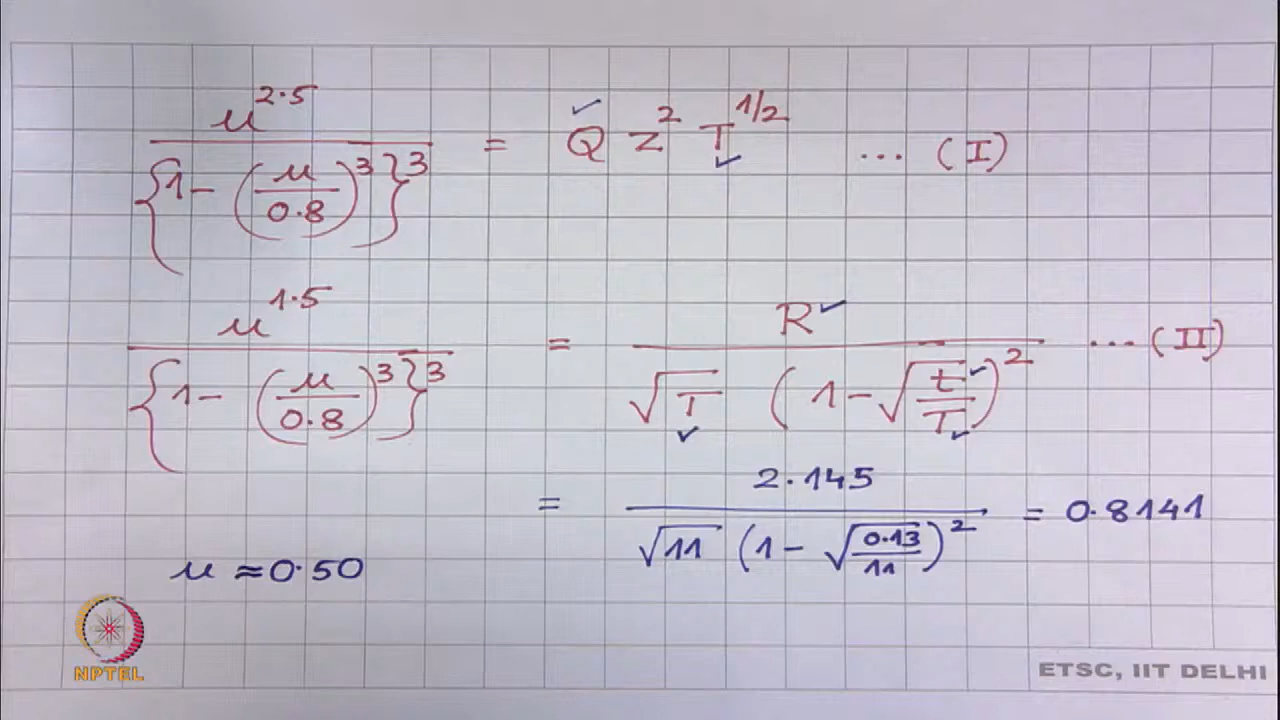 u^2.5 / {1 - (u/0.8)^3}^3 = Q z^2 T^1/2 ... (I)
u^1.5 / {1 - (u/0.8)^3}^3 = R / √T (1 - √(t/T))^2 ... (II)
= 2.145 / √11 (1 - √(0.13/11))^2 = 0.8141
u ≈ 0.50
NPTEL
ETSC, IIT DELHI